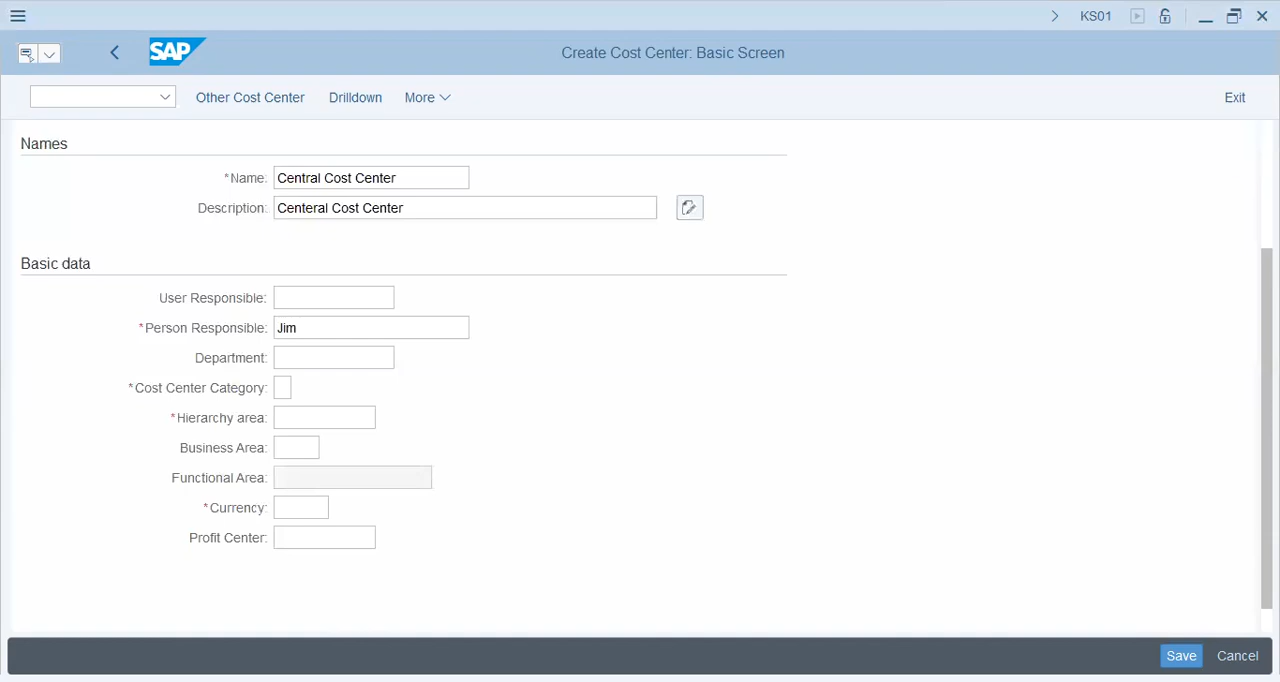 KS01
SAP
Create Cost Center: Basic Screen
Other Cost Center Drilldown More Exit
Names
*Name: Central Cost Center
Description: Centeral Cost Center
Basic data
User Responsible:
*Person Responsible: Jim
Department:
*Cost Center Category:
*Hierarchy area:
Business Area:
Functional Area:
*Currency:
Profit Center:
Save Cancel